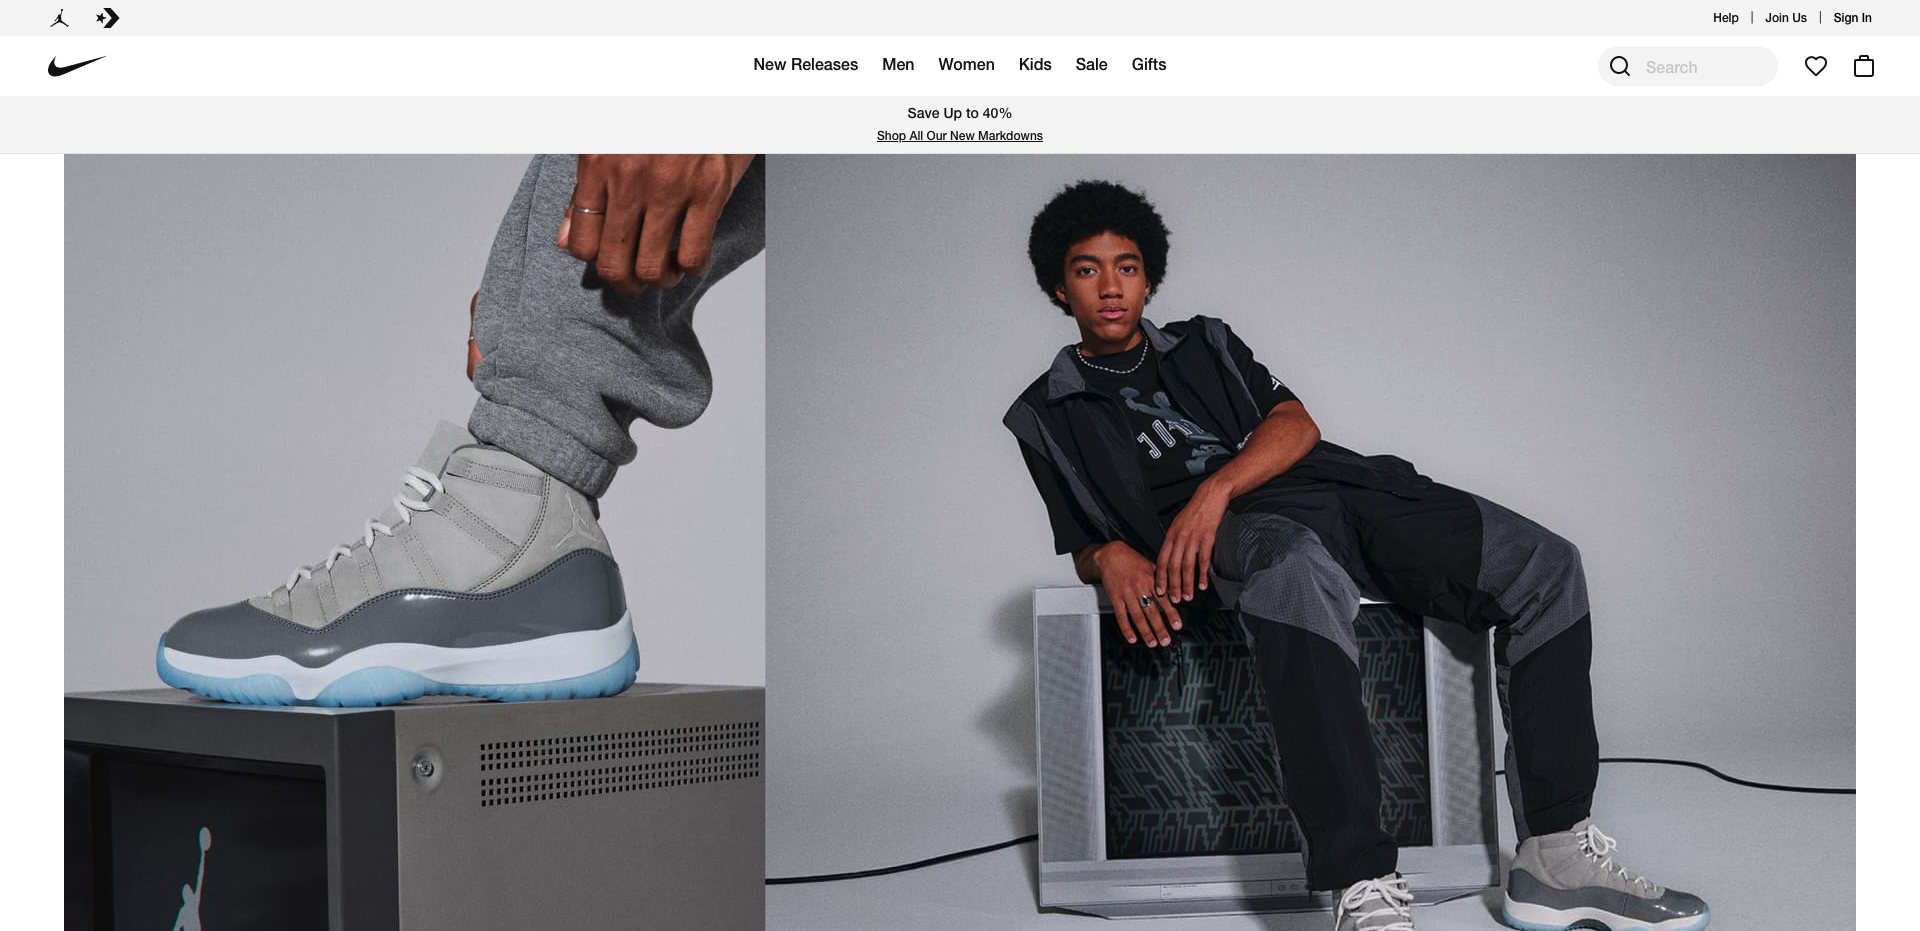 Help | Join Us | Sign In
New Releases Men Women Kids Sale Gifts
Search
Save Up to 40%
Shop All Our New Markdowns